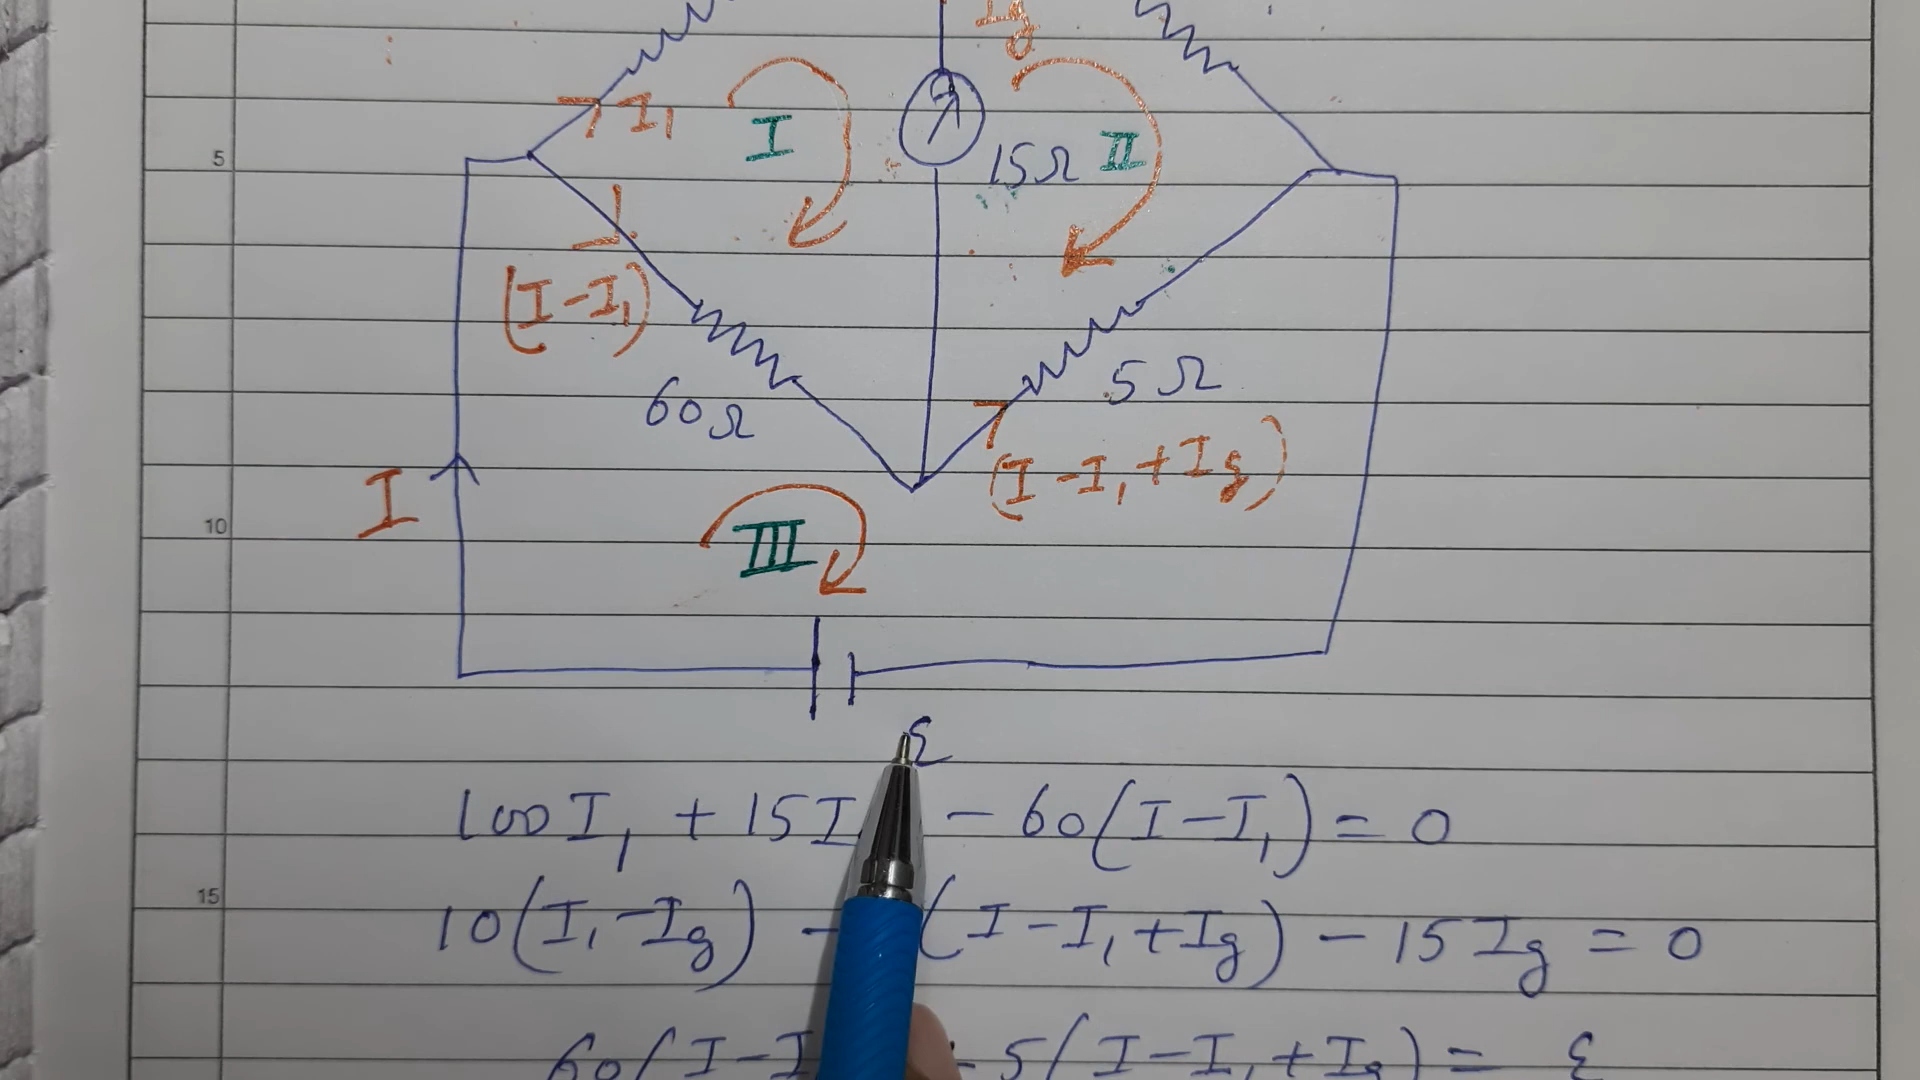 Ig
I₁
I
II
5
15Ω
(I-I₁)
5Ω
60Ω
(I-I₁+Ig)
I
III
10
ε
100I₁ + 15I - 60(I-I₁) = 0
15
10(I₁-Ig) - (I-I₁+Ig) - 15Ig = 0
60(I-I - 5(I-I₁+Ig) = ε